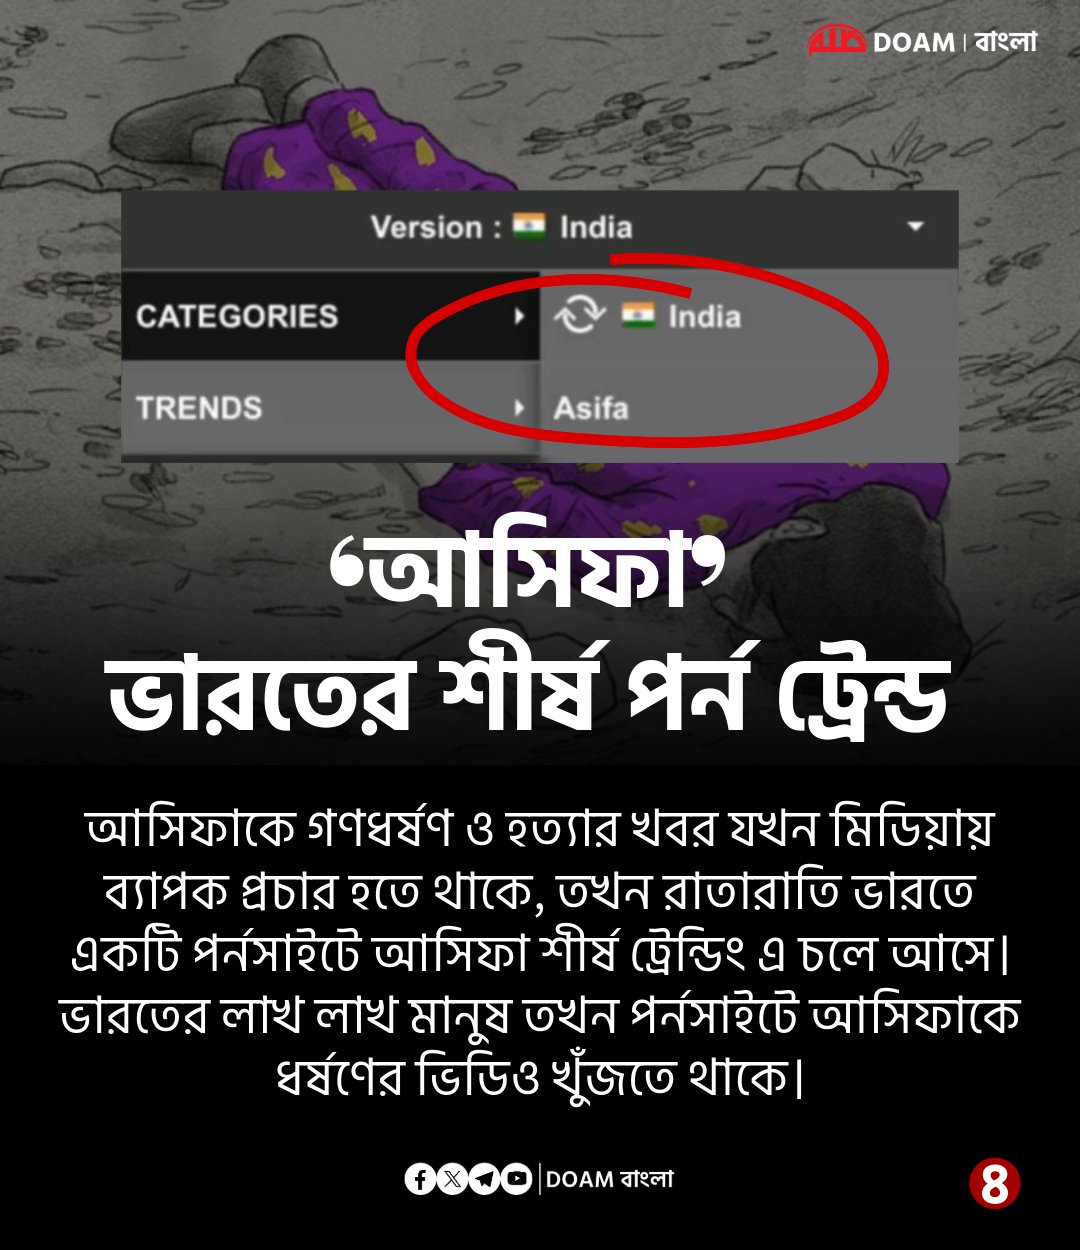 DOAM | বাংলা
Version : India
CATEGORIES
India
TRENDS
Asifa
‘আসিফা’
ভারতের শীর্ষ পর্ন ট্রেন্ড
আসিফাকে গণধর্ষণ ও হত্যার খবর যখন মিডিয়ায়
ব্যাপক প্রচার হতে থাকে, তখন রাতারাতি ভারতে
একটি পর্নসাইটে আসিফা শীর্ষ ট্রেন্ডিং এ চলে আসে।
ভারতের লাখ লাখ মানুষ তখন পর্নসাইটে আসিফাকে
ধর্ষণের ভিডিও খুঁজতে থাকে।
DOAM বাংলা
8